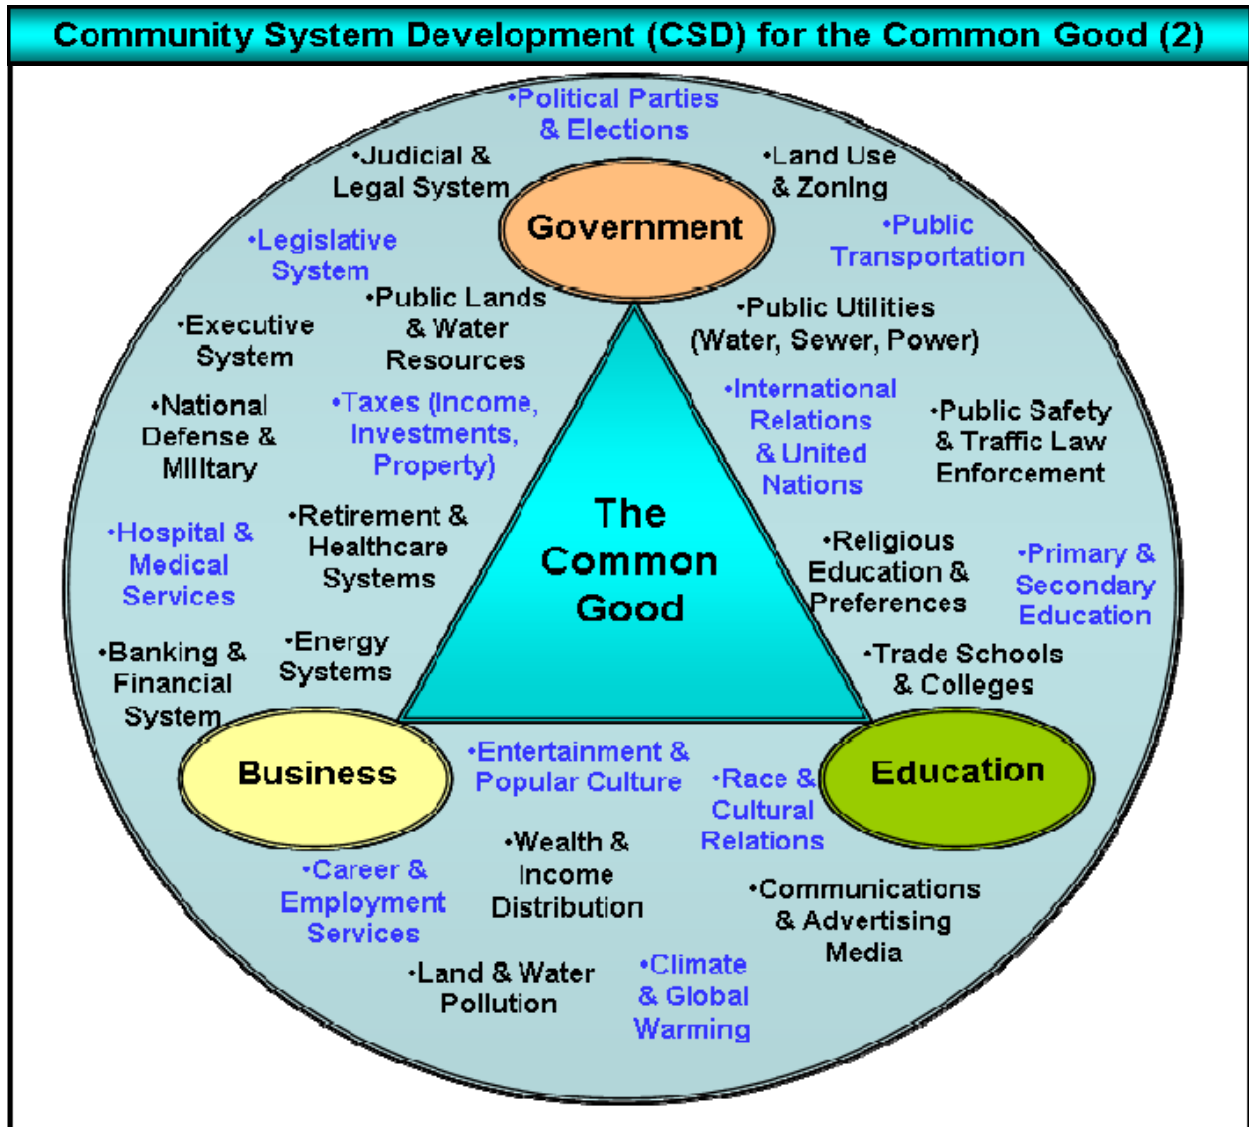 Community System Development (CSD) for the Common Good (2)
•Political Parties
& Elections
•Judicial &
Legal System
•Land Use
& Zoning
Government
•Legislative
System
•Public
Transportation
•Public Lands
& Water
Resources
•Public Utilities
(Water, Sewer, Power)
•Executive
System
•National
Defense &
Military
•Taxes (Income,
Investments,
Property)
•International
Relations
& United
Nations
•Public Safety
& Traffic Law
Enforcement
•Hospital &
Medical
Services
•Retirement &
Healthcare
Systems
The
Common
Good
•Religious
Education &
Preferences
•Primary &
Secondary
Education
•Banking &
Financial
System
•Energy
Systems
•Trade Schools
& Colleges
Business
•Entertainment &
Popular Culture
•Race &
Cultural
Relations
Education
•Career &
Employment
Services
•Wealth &
Income
Distribution
•Communications
& Advertising
Media
•Land & Water
Pollution
•Climate
& Global
Warming